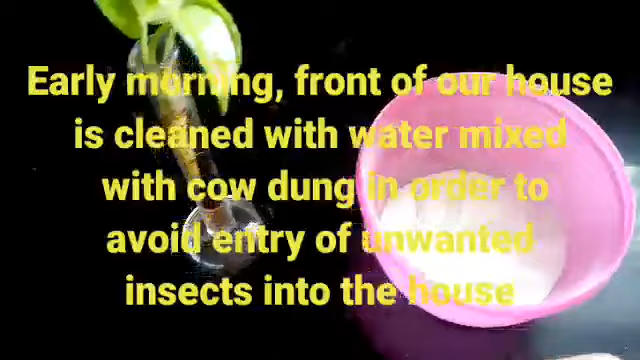 Early morning, front of our house
is cleaned with water mixed
with cow dung in order to
avoid entry of unwanted
insects into the house